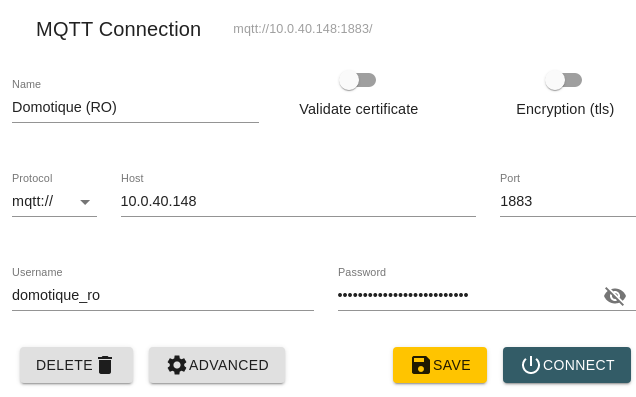 MQTT Connection mqtt://10.0.40.148:1883/
Name
Domotique (RO)
Validate certificate Encryption (tls)
Protocol Host Port
mqtt:// 10.0.40.148 1883
Username Password
domotique_ro ••••••••••••••••••••••••••
DELETE ADVANCED SAVE CONNECT